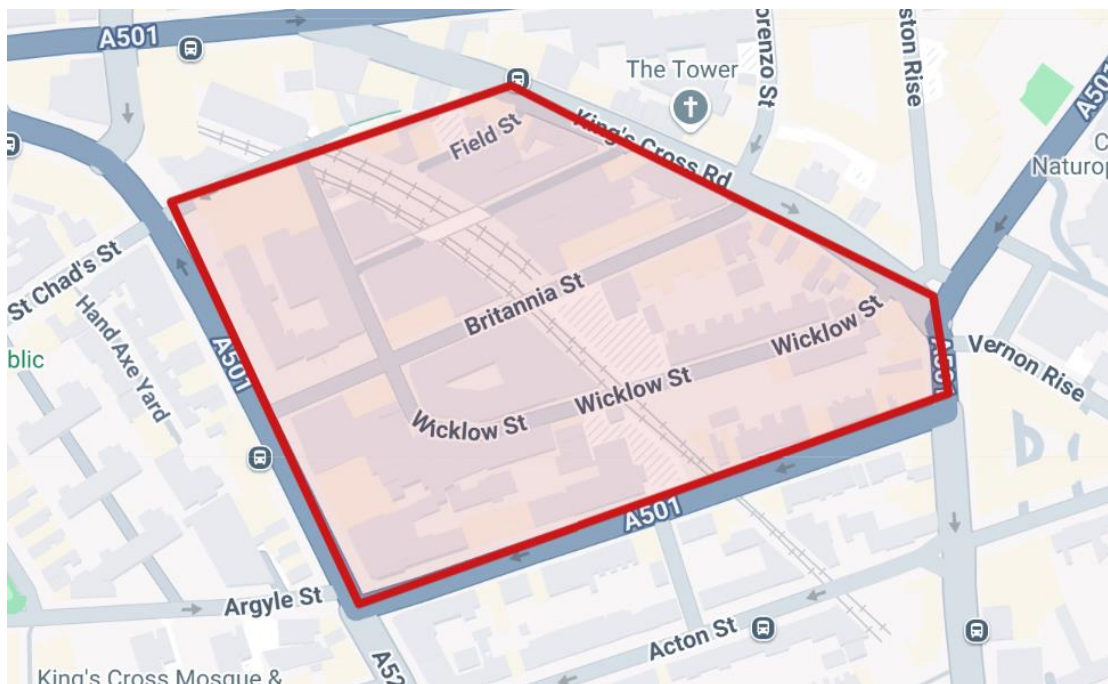 A501
The Tower
orenzo St
ston Rise
A501
Field St
King's Cross Rd
C
Naturop
St Chad's St
Hand Axe Yard
blic
A501
Britannia St
Wicklow St
Wicklow St
Wicklow St
A501
Vernon Rise
A501
Argyle St
Acton St
A52
King's Cross Mosque &